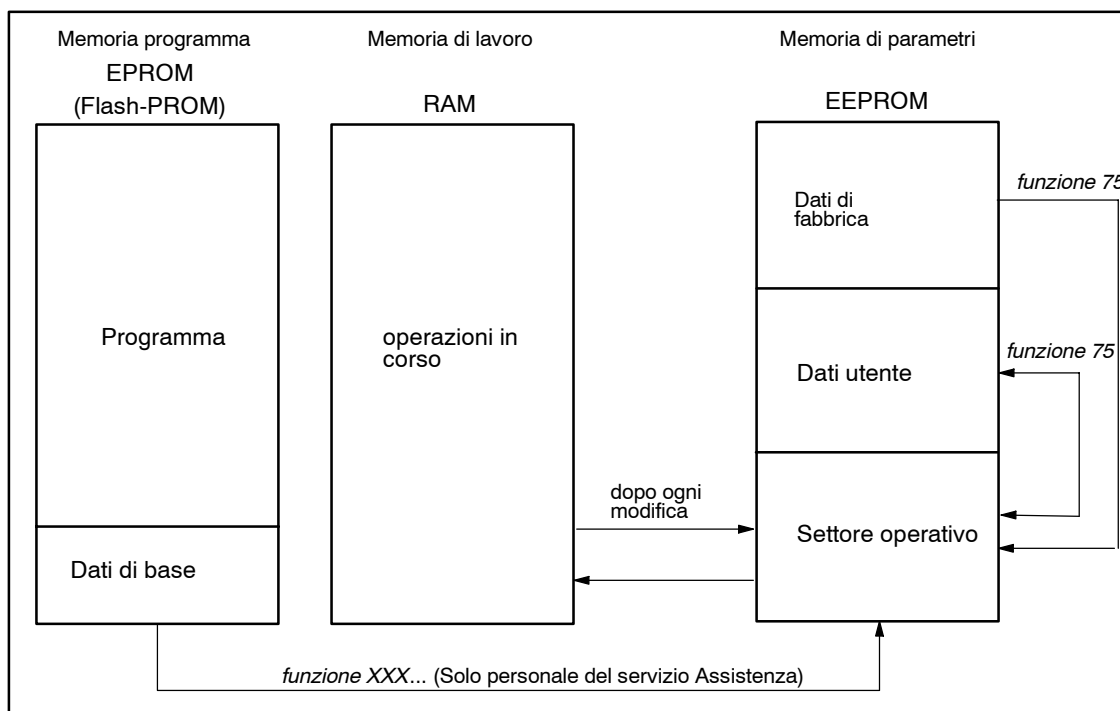 Memoria programma
EPROM
(Flash-PROM)
Memoria di lavoro
RAM
Memoria di parametri
EEPROM
Programma
Dati di base
operazioni in
corso
dopo ogni
modifica
Dati di
fabbrica
Dati utente
Settore operativo
funzione 75
funzione 75
funzione XXX... (Solo personale del servizio Assistenza)